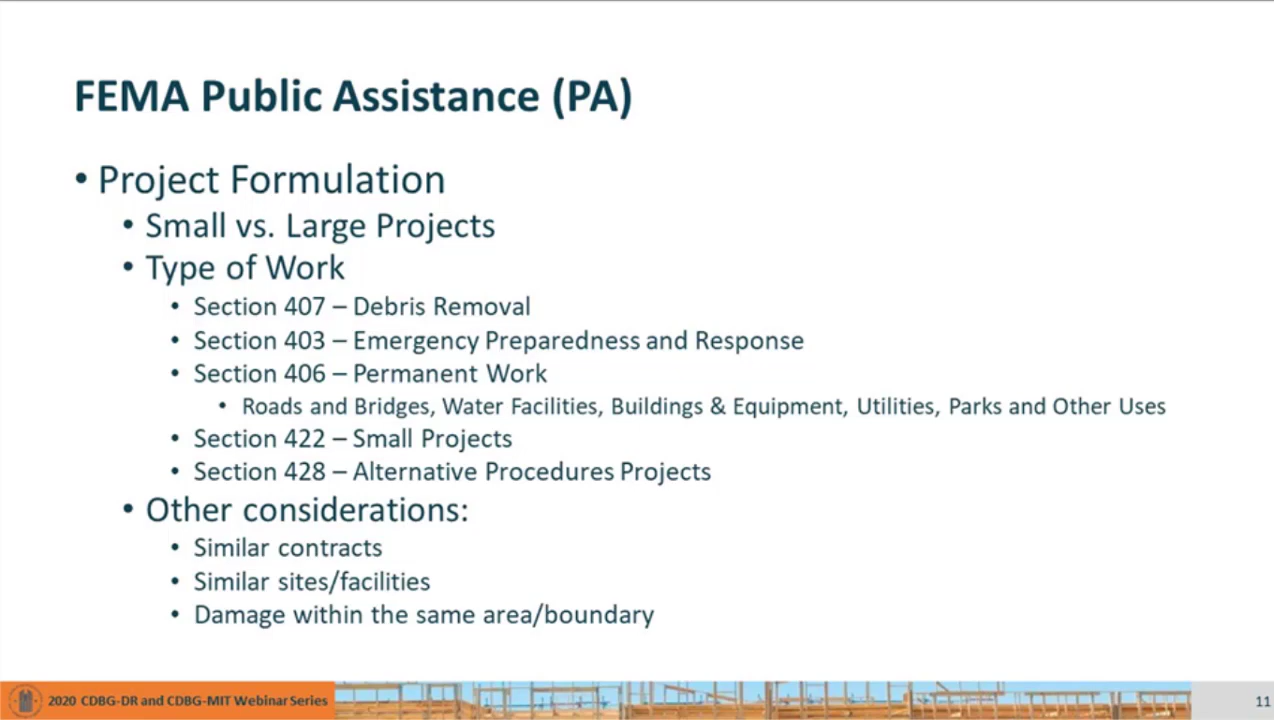 FEMA Public Assistance (PA)
• Project Formulation
• Small vs. Large Projects
• Type of Work
• Section 407 – Debris Removal
• Section 403 – Emergency Preparedness and Response
• Section 406 – Permanent Work
• Roads and Bridges, Water Facilities, Buildings & Equipment, Utilities, Parks and Other Uses
• Section 422 – Small Projects
• Section 428 – Alternative Procedures Projects
• Other considerations:
• Similar contracts
• Similar sites/facilities
• Damage within the same area/boundary
2020 CDBG-DR and CDBG-MIT Webinar Series
11